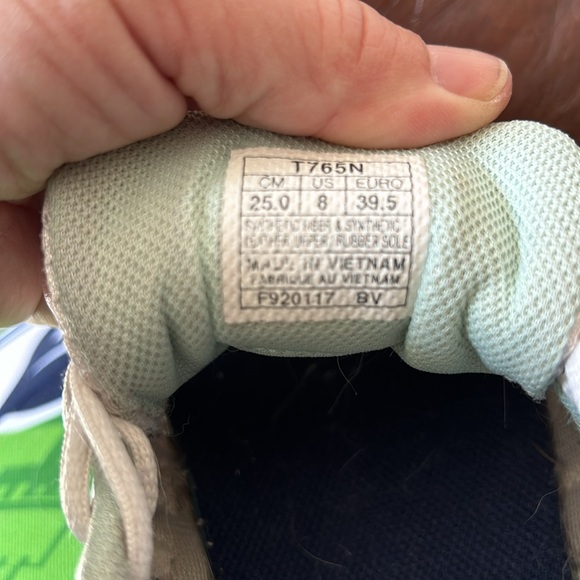 T765N
CM US EURO
25.0 8 39.5
SYNTHETIC FIBER & SYNTHETIC
LEATHER UPPER/ RUBBER SOLE
MADE IN VIETNAM
FABRIQUE AU VIETNAM
F920117 BV